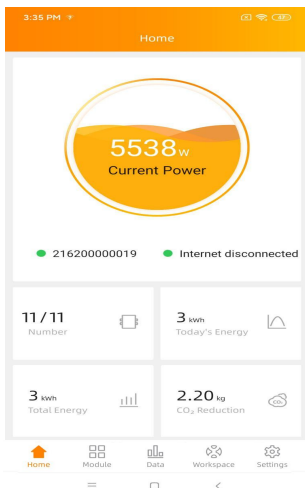 3:35 PM
Home
5538W
Current Power
216200000019
Internet disconnected
11/11
Number
3 kWh
Today's Energy
3 kWh
Total Energy
2.20 kg
CO₂ Reduction
Home Module Data Workspace Settings